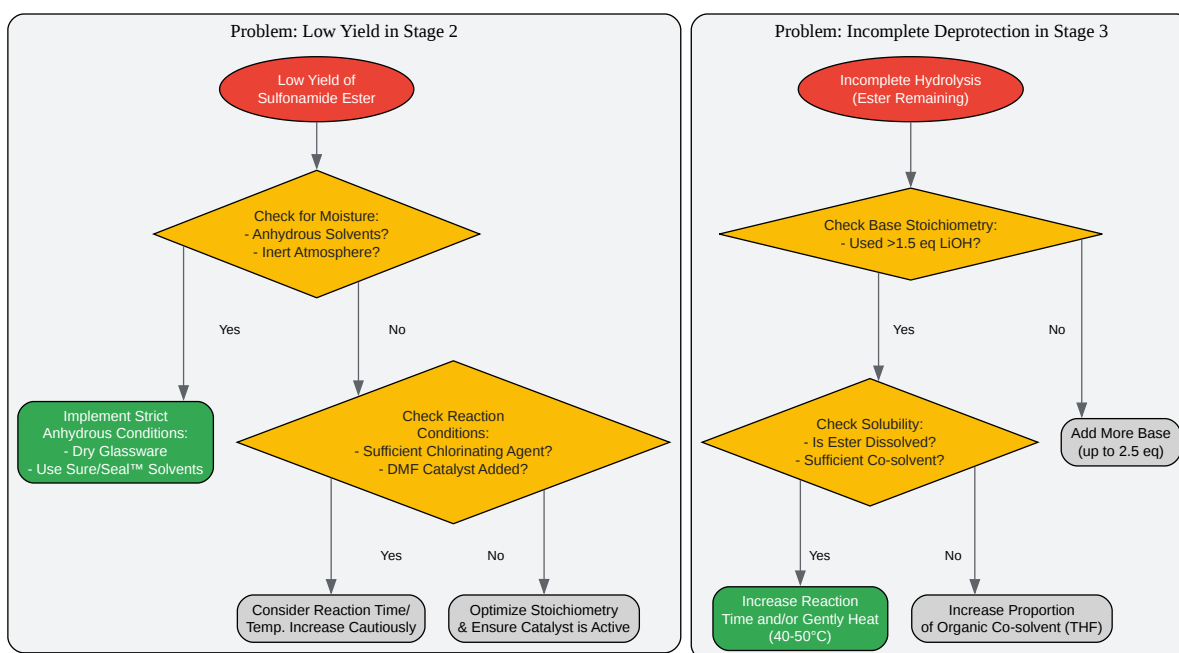 Problem: Low Yield in Stage 2
Low Yield of
Sulfonamide Ester
Check for Moisture:
- Anhydrous Solvents?
- Inert Atmosphere?
Yes
No
Implement Strict
Anhydrous Conditions:
- Dry Glassware
- Use Sure/Seal™ Solvents
Check Reaction
Conditions:
- Sufficient Chlorinating Agent?
- DMF Catalyst Added?
Yes
No
Consider Reaction Time/
Temp. Increase Cautiously
Optimize Stoichiometry
& Ensure Catalyst is Active
Problem: Incomplete Deprotection in Stage 3
Incomplete Hydrolysis
(Ester Remaining)
Check Base Stoichiometry:
- Used >1.5 eq LiOH?
Yes
No
Check Solubility:
- Is Ester Dissolved?
- Sufficient Co-solvent?
Add More Base
(up to 2.5 eq)
Yes
No
Increase Reaction
Time and/or Gently Heat
(40-50°C)
Increase Proportion
of Organic Co-solvent (THF)